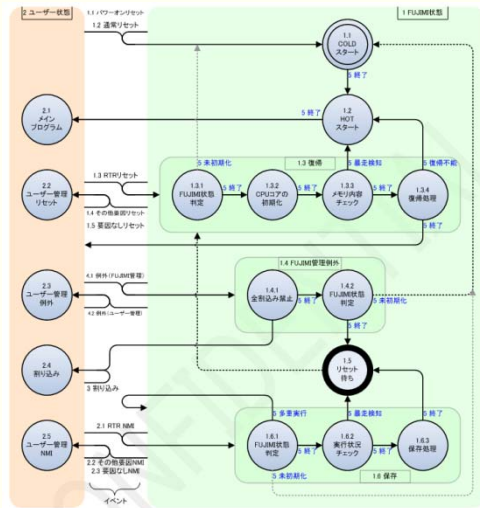 2 ユーザー状態
1.1 パワーオンリセット
1 FUJIMI状態
1.2 通常リセット
1.1
COLD
スタート
5 終了
2.1
メイン
プログラム
5 終了
1.2
HOT
スタート
5 未初期化
1.3 復帰
5 暴走検知
5 復帰不能
2.2
ユーザー管理
リセット
1.3 RTRリセット
1.3.1
FUJIMI状態
判定
5 終了
1.3.2
CPUコアの
初期化
5 終了
1.3.3
メモリ内容
チェック
5 終了
1.3.4
復帰処理
1.4 その他要因リセット
1.5 要因なしリセット
5 終了
2.3
ユーザー管理
例外
4.1 例外(FUJIMI管理)
4.2 例外(ユーザー管理)
1.4 FUJIMI管理例外
1.4.1
全割込み禁止
5 終了
1.4.2
FUJIMI状態
判定
5 未初期化
5 終了
2.4
割り込み
3 割り込み
1.5
リセット
待ち
5 多重実行
5 暴走検知
5 終了
2.5
ユーザー管理
NMI
2.1 RTR NMI
2.2 その他要因NMI
2.3 要因なしNMI
1.6.1
FUJIMI状態
判定
5 終了
1.6.2
実行状況
チェック
5 終了
1.6.3
保存処理
5 未初期化
1.6 保存
イベント